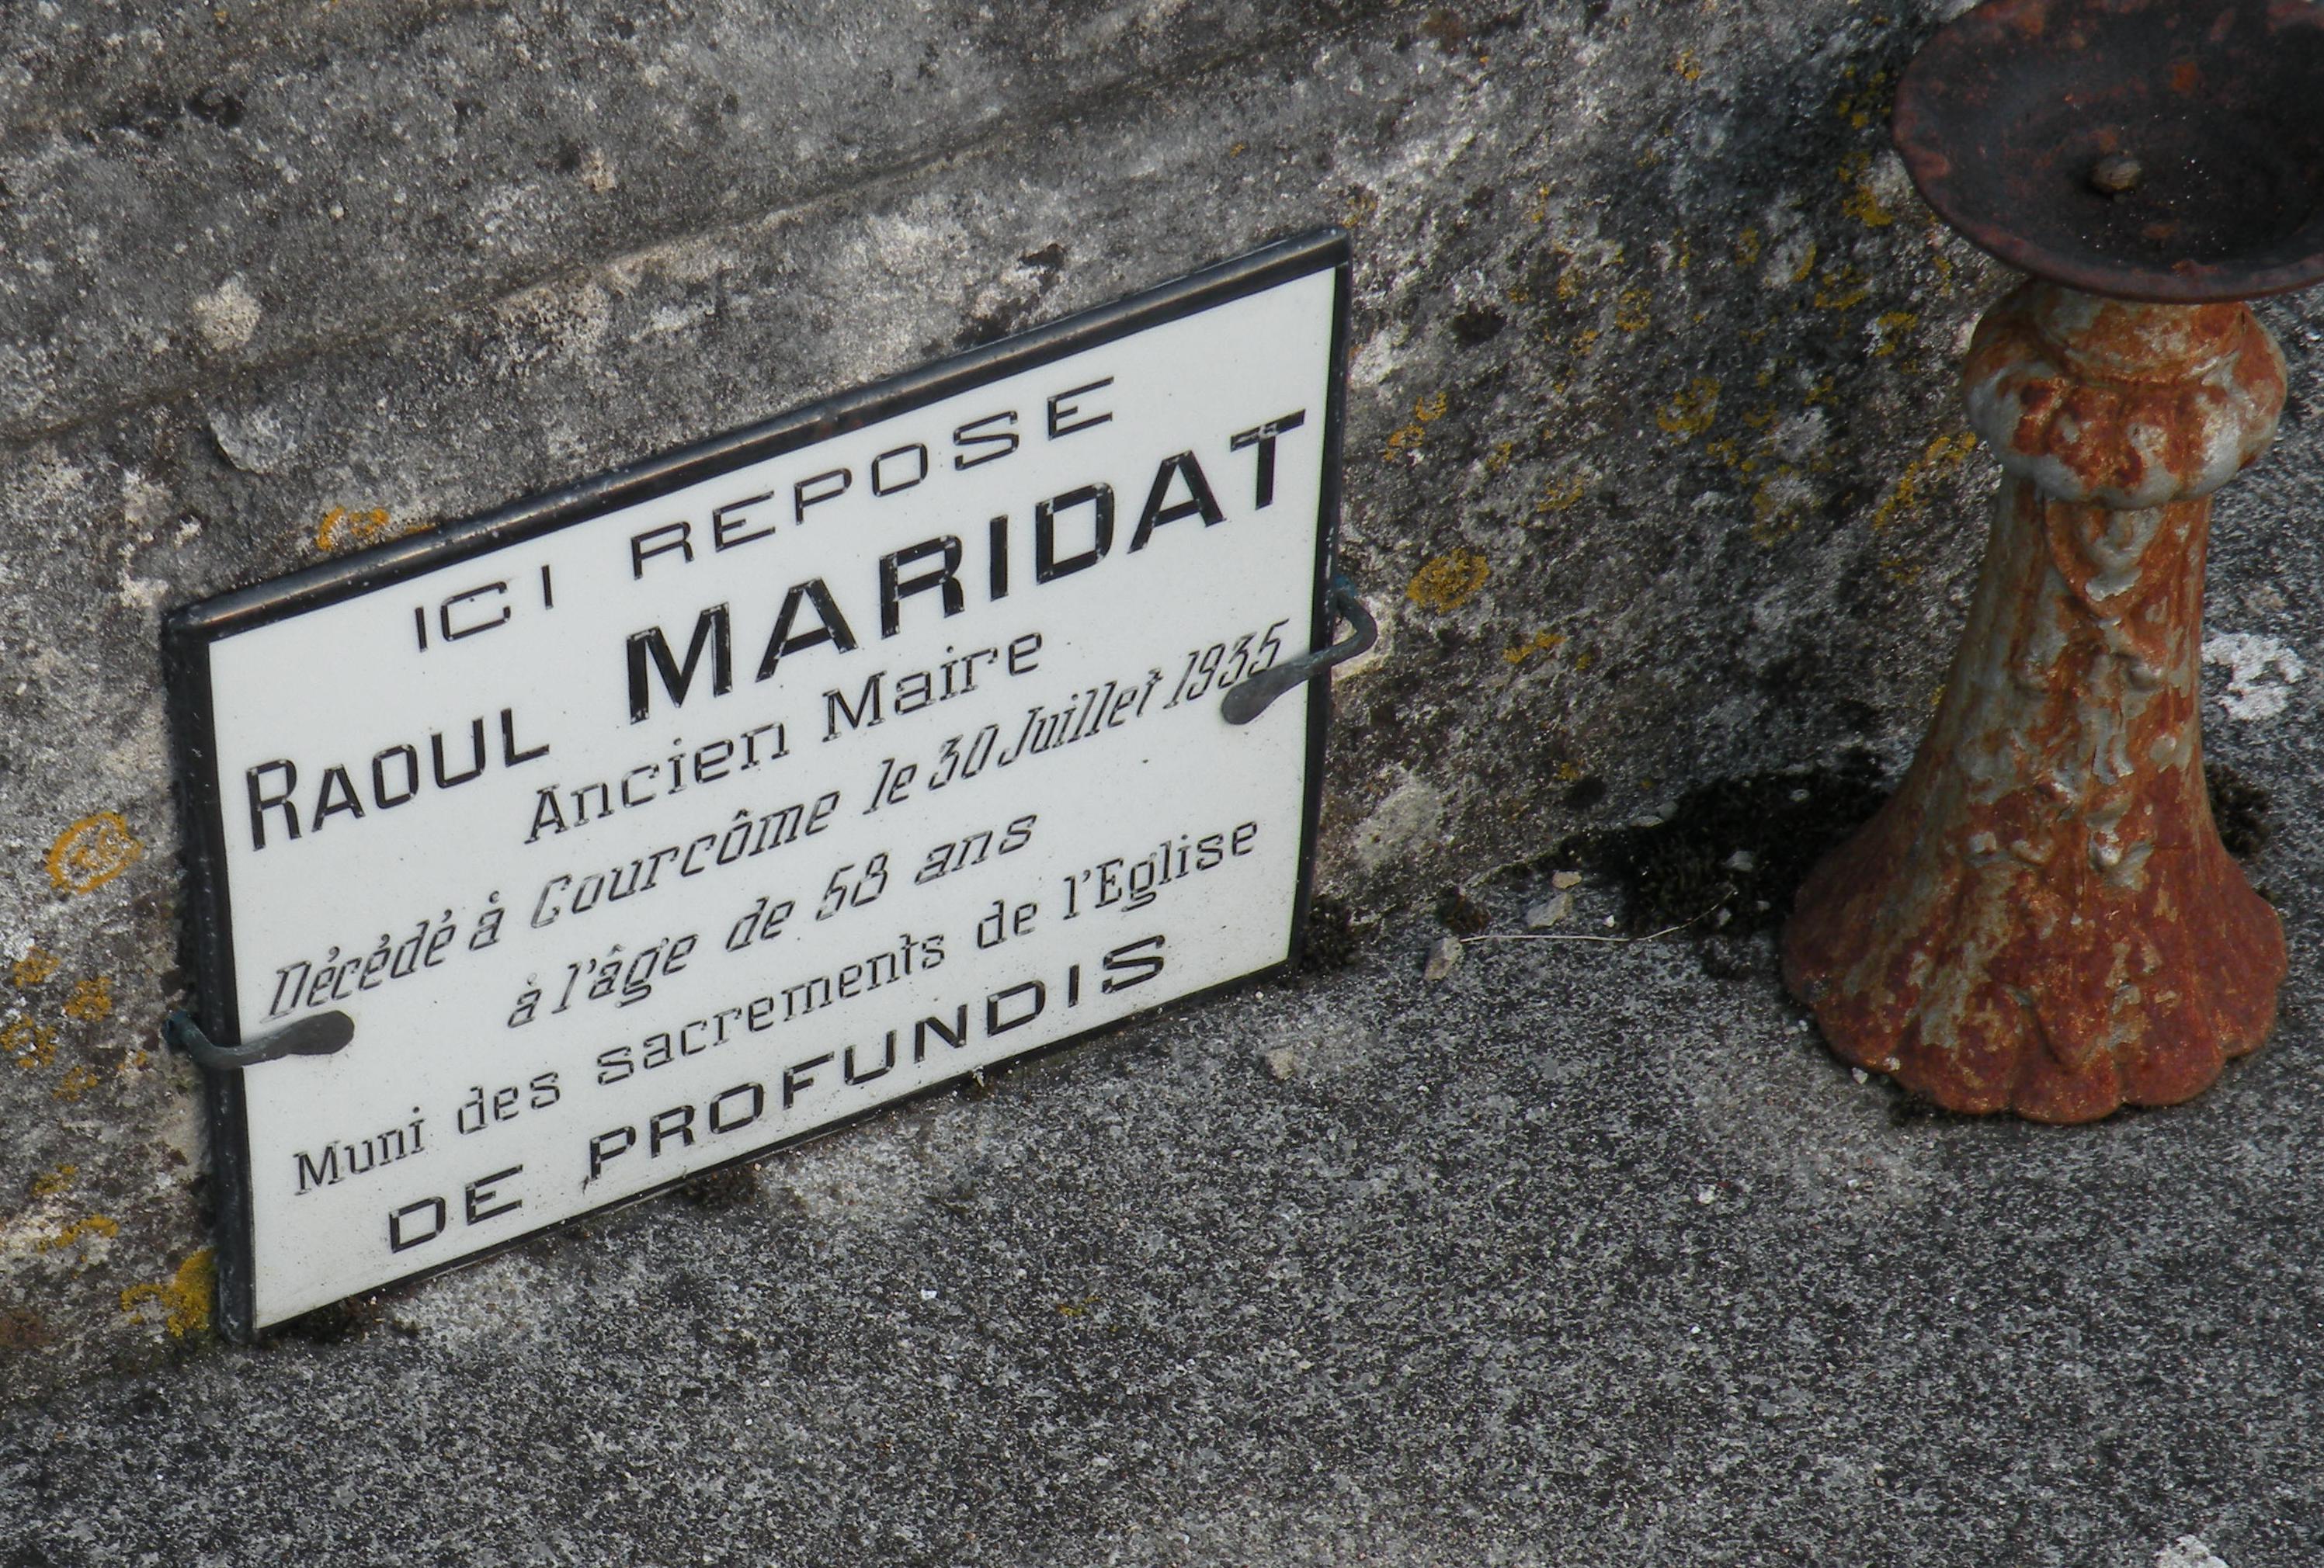 ICI REPOSE
RAOUL MARIDAT
Ancien Maire
Décédé à Courcôme le 30 Juillet 1935
à l'âge de 58 ans
Muni des sacrements de l'Eglise
DE PROFUNDIS